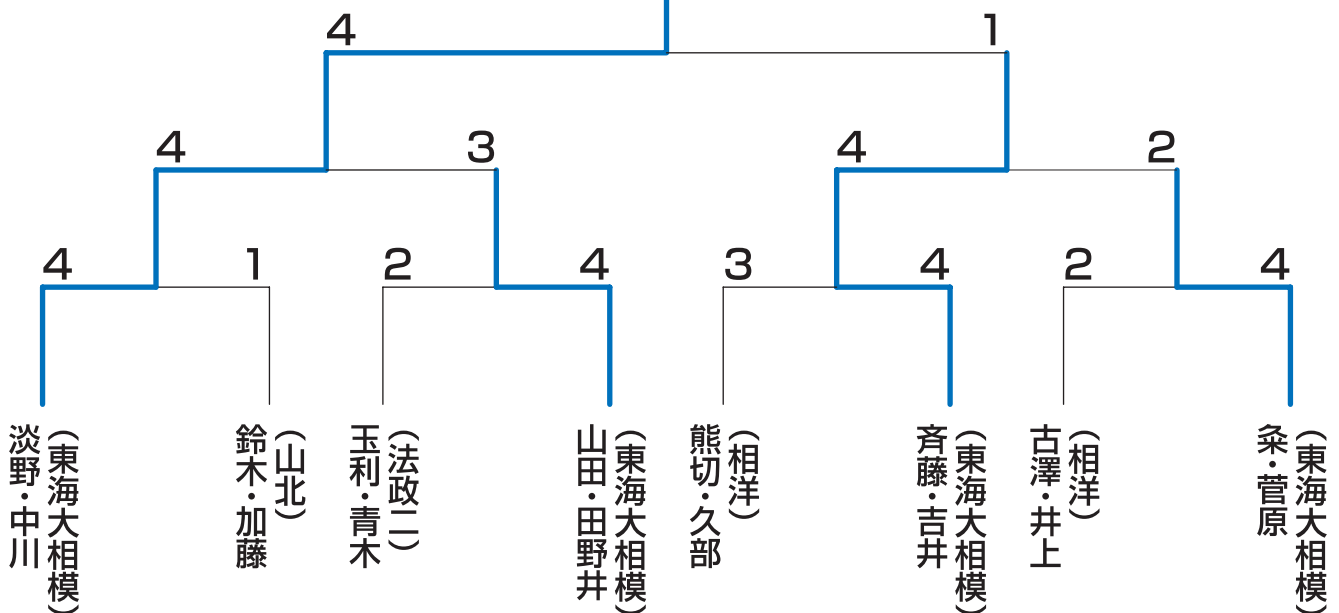 4
1
4
3
4
2
4
1
2
4
3
4
2
4
淡野・中川
(東海大相模)
鈴木・加藤
(山北)
玉利・青木
(法政二)
山田・田野井
(東海大相模)
熊切・久部
(相洋)
斉藤・吉井
(東海大相模)
古澤・井上
(相洋)
粂・菅原
(東海大相模)